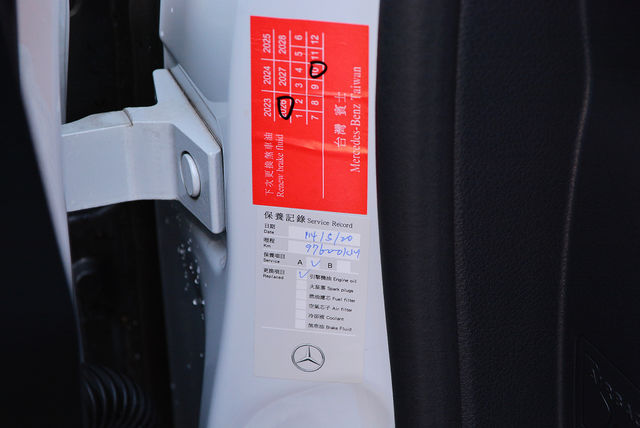 下次更換煞車油
Renew brake fluid
2023 2024 2025
2026 2027 2028
1 2 3 4 5 6
7 8 9 10 11 12
台灣 賓士
Mercedes-Benz Taiwan
保養記錄 Service Record
日期
Date 114/5/20
哩程
Km 97620KM
保養項目
Service A ✓ B
更換項目 ✓ 引擎機油 Engine oil
Replaced
火星塞 Spark plugs
燃油濾芯 Fuel filter
空氣芯子 Air filter
冷卻液 Coolant
煞車油 Brake Fluid